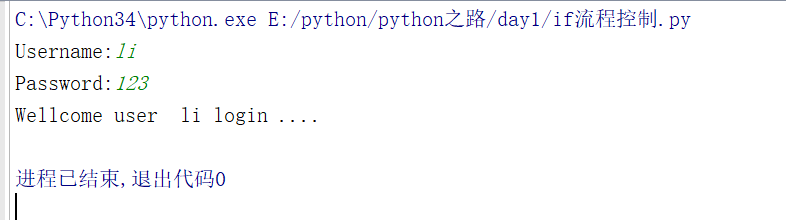 C:\Python34\python.exe E:/python/python之路/day1/if流程控制.py
Username:li
Password:123
Wellcome user  li login ....
进程已结束,退出代码0